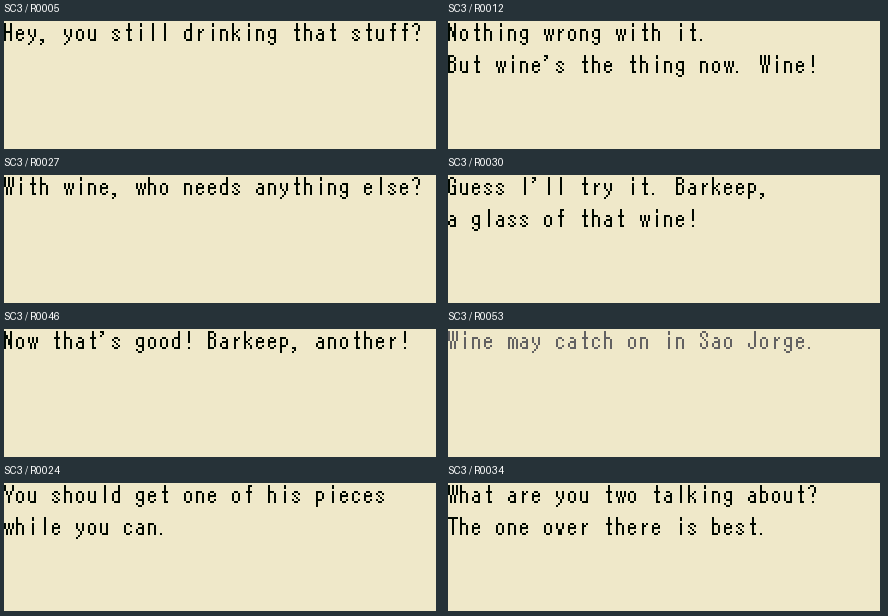 SC3 / R0005
Hey, you still drinking that stuff?
SC3 / R0012
Nothing wrong with it.
But wine's the thing now. Wine!
SC3 / R0027
With wine, who needs anything else?
SC3 / R0030
Guess I'll try it. Barkeep,
a glass of that wine!
SC3 / R0046
Now that's good! Barkeep, another!
SC3 / R0053
Wine may catch on in Sao Jorge.
SC3 / R0024
You should get one of his pieces
while you can.
SC3 / R0034
What are you two talking about?
The one over there is best.